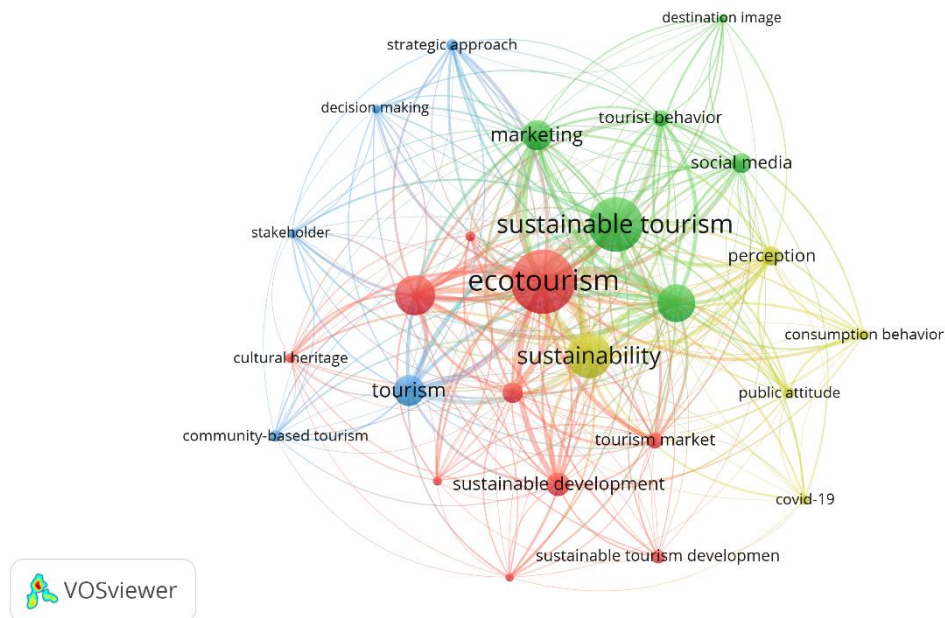 destination image
strategic approach
decision making
tourist behavior
marketing
social media
sustainable tourism
stakeholder
perception
ecotourism
consumption behavior
sustainability
cultural heritage
tourism
public attitude
community-based tourism
tourism market
sustainable development
covid-19
sustainable tourism developmen
VOSviewer